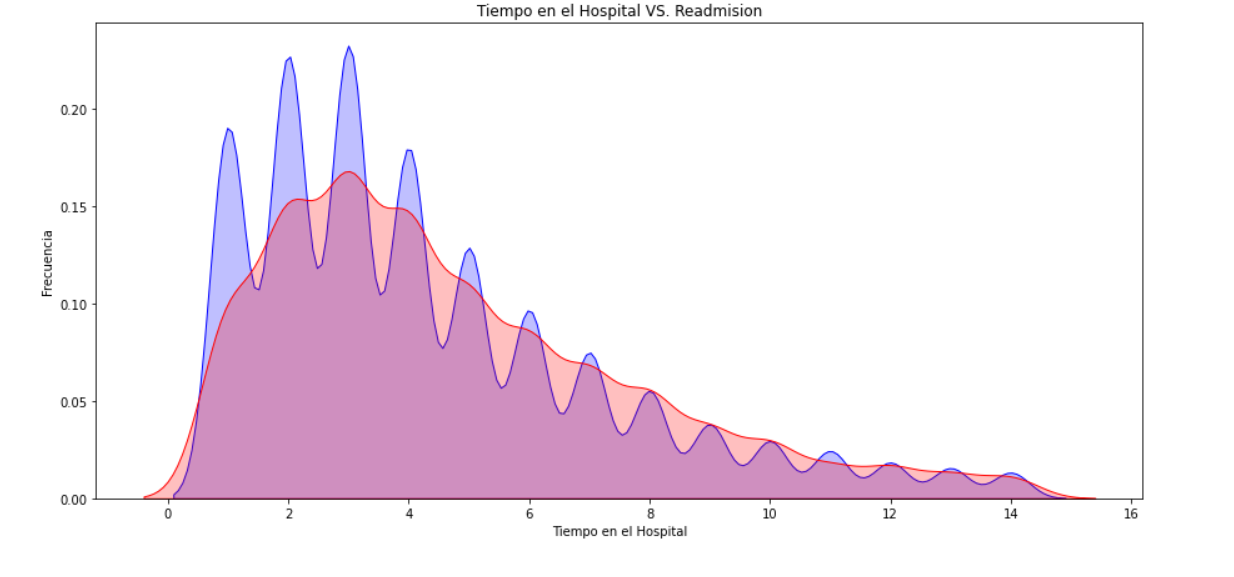 Tiempo en el Hospital VS. Readmision
0.20
0.15
0.10
0.05
0.00
Frecuencia
0 2 4 6 8 10 12 14 16
Tiempo en el Hospital